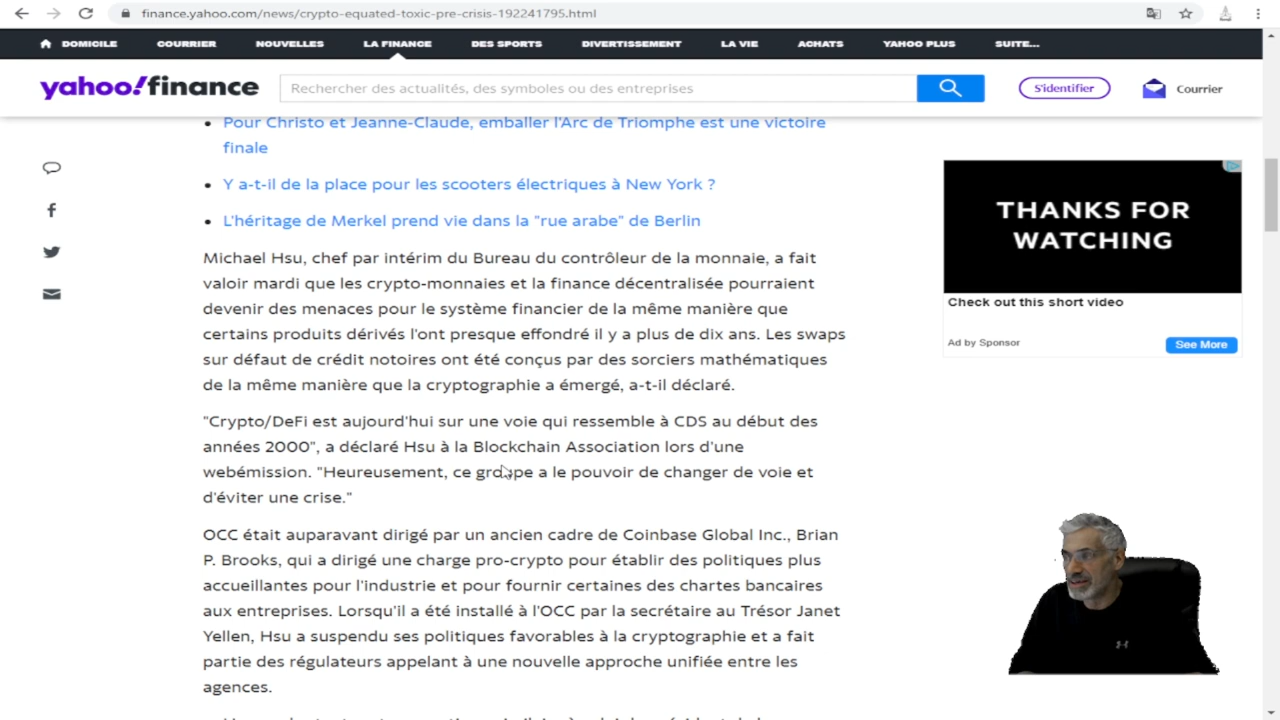 finance.yahoo.com/news/crypto-equated-toxic-pre-crisis-192241795.html
DOMICILE COURRIER NOUVELLES LA FINANCE DES SPORTS DIVERTISSEMENT LA VIE ACHATS YAHOO PLUS SUITE...
yahoo!finance
Rechercher des actualités, des symboles ou des entreprises
S'identifier
Courrier
• Pour Christo et Jeanne-Claude, emballer l'Arc de Triomphe est une victoire
finale
• Y a-t-il de la place pour les scooters électriques à New York ?
• L'héritage de Merkel prend vie dans la "rue arabe" de Berlin
Michael Hsu, chef par intérim du Bureau du contrôleur de la monnaie, a fait
valoir mardi que les crypto-monnaies et la finance décentralisée pourraient
devenir des menaces pour le système financier de la même manière que
certains produits dérivés l'ont presque effondré il y a plus de dix ans. Les swaps
sur défaut de crédit notoires ont été conçus par des sorciers mathématiques
de la même manière que la cryptographie a émergé, a-t-il déclaré.
"Crypto/DeFi est aujourd'hui sur une voie qui ressemble à CDS au début des
années 2000", a déclaré Hsu à la Blockchain Association lors d'une
webémission. "Heureusement, ce groupe a le pouvoir de changer de voie et
d'éviter une crise."
OCC était auparavant dirigé par un ancien cadre de Coinbase Global Inc., Brian
P. Brooks, qui a dirigé une charge pro-crypto pour établir des politiques plus
accueillantes pour l'industrie et pour fournir certaines des chartes bancaires
aux entreprises. Lorsqu'il a été installé à l'OCC par la secrétaire au Trésor Janet
Yellen, Hsu a suspendu ses politiques favorables à la cryptographie et a fait
partie des régulateurs appelant à une nouvelle approche unifiée entre les
agences.
THANKS FOR
WATCHING
Check out this short video
Ad by Sponsor
See More